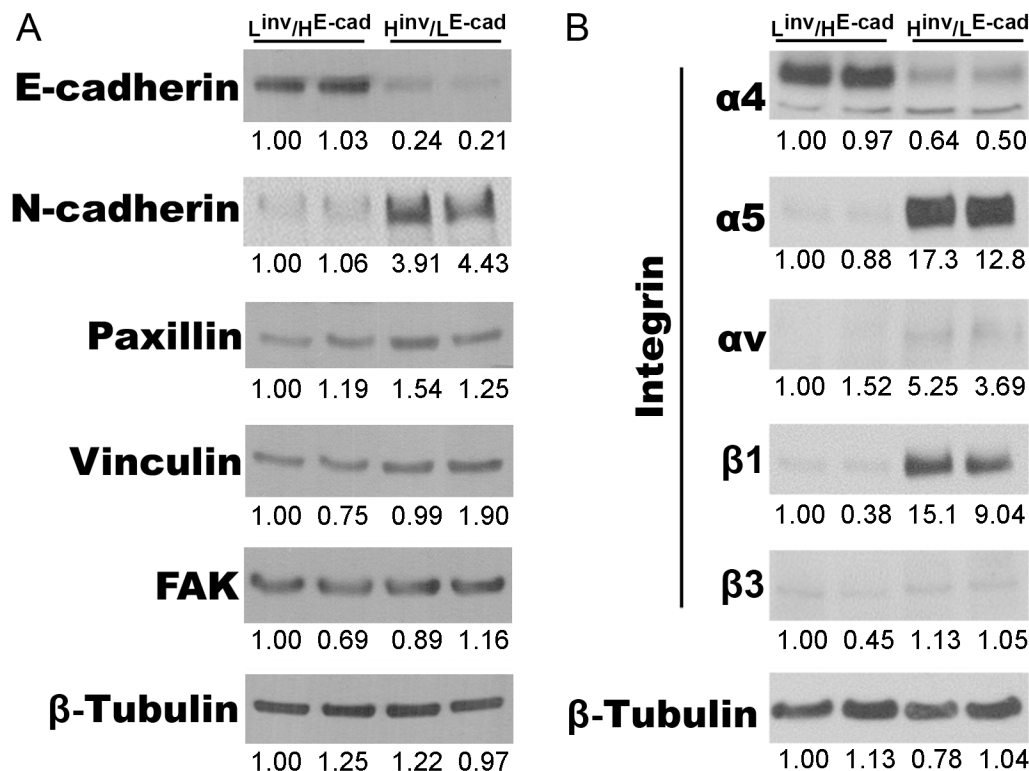 A
Linv/HE-cad Hinv/LE-cad
E-cadherin
1.00 1.03 0.24 0.21
N-cadherin
1.00 1.06 3.91 4.43
Paxillin
1.00 1.19 1.54 1.25
Vinculin
1.00 0.75 0.99 1.90
FAK
1.00 0.69 0.89 1.16
β-Tubulin
1.00 1.25 1.22 0.97
B
Linv/HE-cad Hinv/LE-cad
Integrin
α4
1.00 0.97 0.64 0.50
α5
1.00 0.88 17.3 12.8
αv
1.00 1.52 5.25 3.69
β1
1.00 0.38 15.1 9.04
β3
1.00 0.45 1.13 1.05
β-Tubulin
1.00 1.13 0.78 1.04